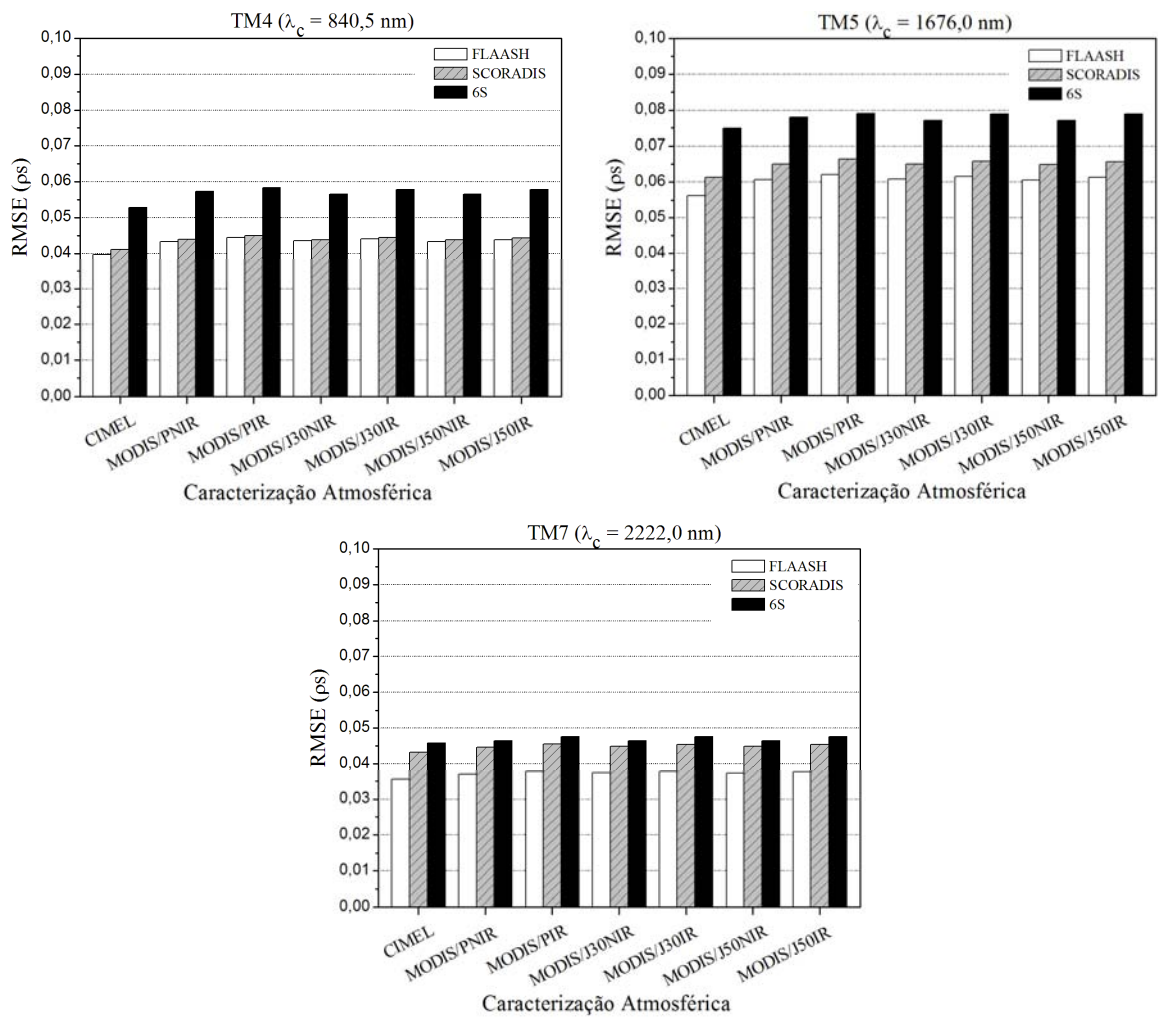 TM4 (λc = 840,5 nm)
0,10
0,09
0,08
0,07
0,06
0,05
0,04
0,03
0,02
0,01
0,00
RMSE (ρs)
FLAASH
SCORADIS
6S
CIMEL
MODIS/PNIR
MODIS/PIR
MODIS/J30NIR
MODIS/J30IR
MODIS/J50NIR
MODIS/J50IR
Caracterização Atmosférica
TM5 (λc = 1676,0 nm)
0,10
0,09
0,08
0,07
0,06
0,05
0,04
0,03
0,02
0,01
0,00
RMSE (ρs)
FLAASH
SCORADIS
6S
CIMEL
MODIS/PNIR
MODIS/PIR
MODIS/J30NIR
MODIS/J30IR
MODIS/J50NIR
MODIS/J50IR
Caracterização Atmosférica
TM7 (λc = 2222,0 nm)
0,10
0,09
0,08
0,07
0,06
0,05
0,04
0,03
0,02
0,01
0,00
RMSE (ρs)
FLAASH
SCORADIS
6S
CIMEL
MODIS/PNIR
MODIS/PIR
MODIS/J30NIR
MODIS/J30IR
MODIS/J50NIR
MODIS/J50IR
Caracterização Atmosférica